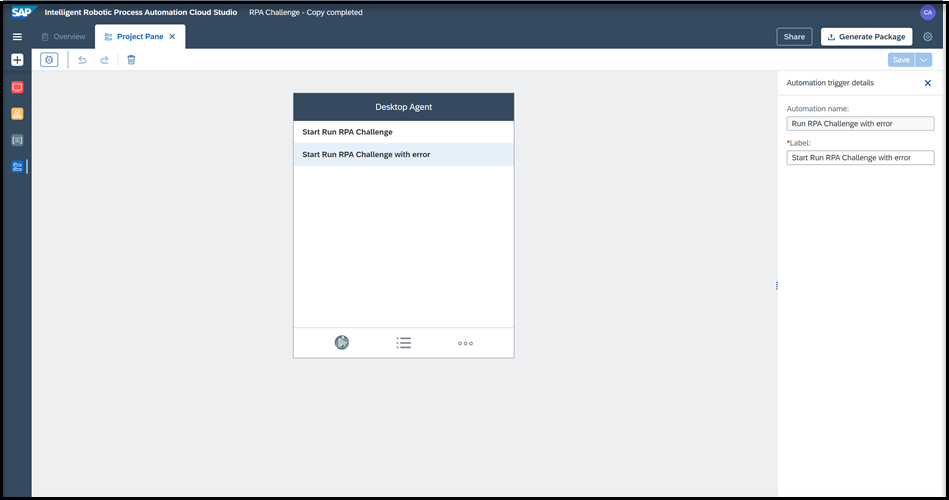 SAP Intelligent Robotic Process Automation Cloud Studio RPA Challenge - Copy completed CA
Overview Project Pane Share Generate Package
Save
Desktop Agent
Start Run RPA Challenge
Start Run RPA Challenge with error
Automation trigger details
Automation name:
Run RPA Challenge with error
*Label:
Start Run RPA Challenge with error